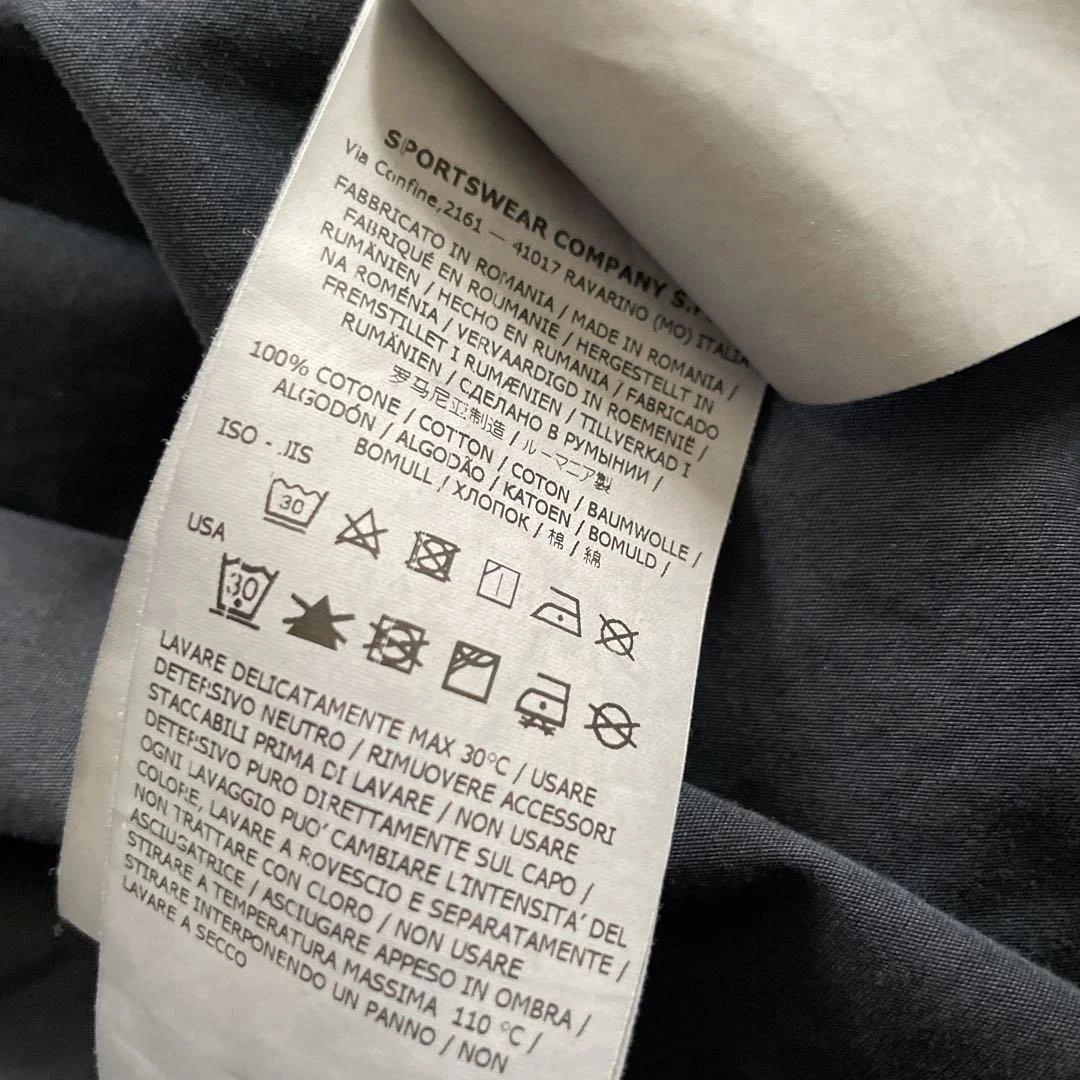 SPORTSWEAR COMPANY S.P
Via Confine,2161 — 41017 RAVARINO (MO) ITALIA
FABBRICATO IN ROMANIA / MADE IN ROMANIA /
FABRIQUÉ EN ROUMANIE / HERGESTELLT IN
RUMÄNIEN / HECHO EN RUMANIA / FABRICADO
NA ROMÉNIA / VERVAARDIGD IN ROEMENIË /
FREMSTILLET I RUMÆNIEN / TILLVERKAD I
RUMÄNIEN / СДЕЛАНО В РУМЫНИИ /
罗马尼亚制造 / ルーマニア製
100% COTONE / COTTON / COTON / BAUMWOLLE /
ALGODÓN / ALGODÃO / KATOEN / BOMULD /
BOMULL / ХЛОПОК / 棉 / 綿
ISO - JIS
30
USA
30
LAVARE DELICATAMENTE MAX 30°C / USARE
DETERSIVO NEUTRO / RIMUOVERE ACCESSORI
STACCABILI PRIMA DI LAVARE / NON USARE
DETERSIVO PURO DIRETTAMENTE SUL CAPO /
OGNI LAVAGGIO PUO' CAMBIARE L'INTENSITA' DEL
COLORE, LAVARE A ROVESCIO E SEPARATAMENTE /
NON TRATTARE CON CLORO / NON USARE
ASCIUGATRICE / ASCIUGARE APPESO IN OMBRA /
STIRARE A TEMPERATURA MASSIMA 110 °C /
STIRARE INTERPONENDO UN PANNO / NON
LAVARE A SECCO